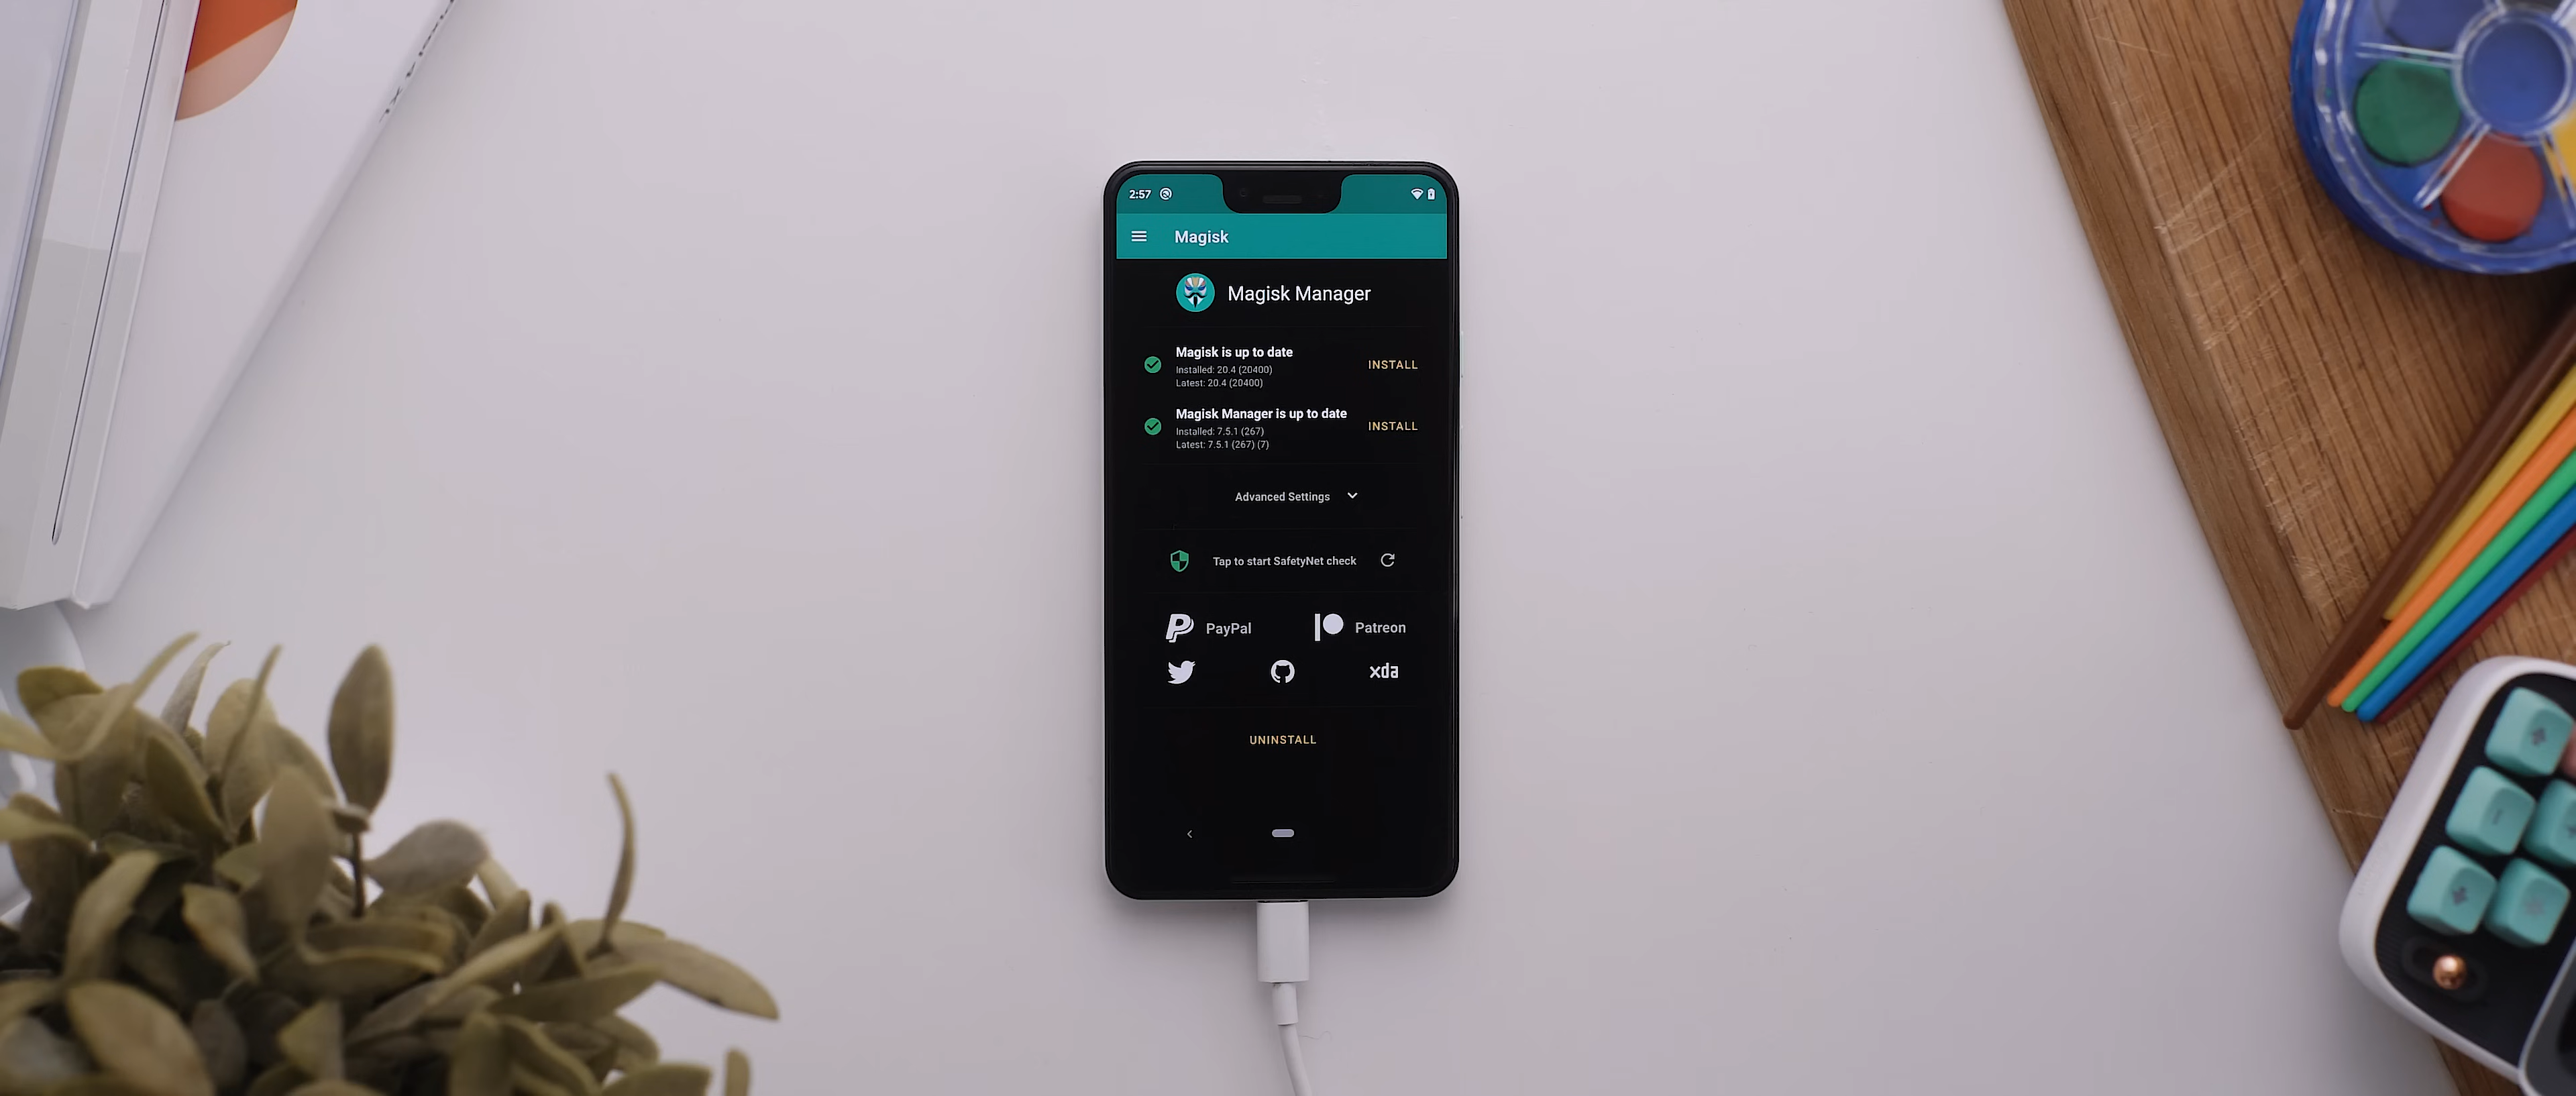 2:57
Magisk
Magisk Manager
Magisk is up to date
Installed: 20.4 (20400)
Latest: 20.4 (20400)
INSTALL
Magisk Manager is up to date
Installed: 7.5.1 (267)
Latest: 7.5.1 (267) (7)
INSTALL
Advanced Settings
Tap to start SafetyNet check
PayPal
Patreon
xda
UNINSTALL